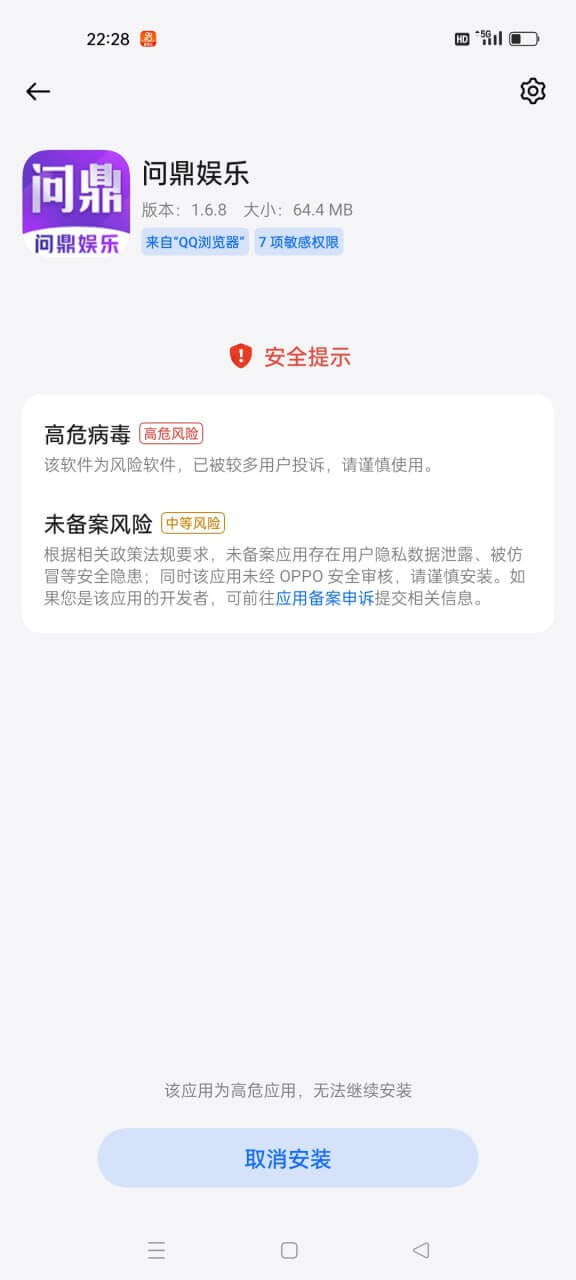 22:28
HD 5G
问鼎
问鼎娱乐
问鼎娱乐
版本：1.6.8 大小：64.4 MB
来自“QQ浏览器” 7 项敏感权限
安全提示
高危病毒 高危风险
该软件为风险软件，已被较多用户投诉，请谨慎使用。
未备案风险 中等风险
根据相关政策法规要求，未备案应用存在用户隐私数据泄露、被仿
冒等安全隐患；同时该应用未经 OPPO 安全审核，请谨慎安装。如
果您是该应用的开发者，可前往应用备案申诉提交相关信息。
该应用为高危应用，无法继续安装
取消安装